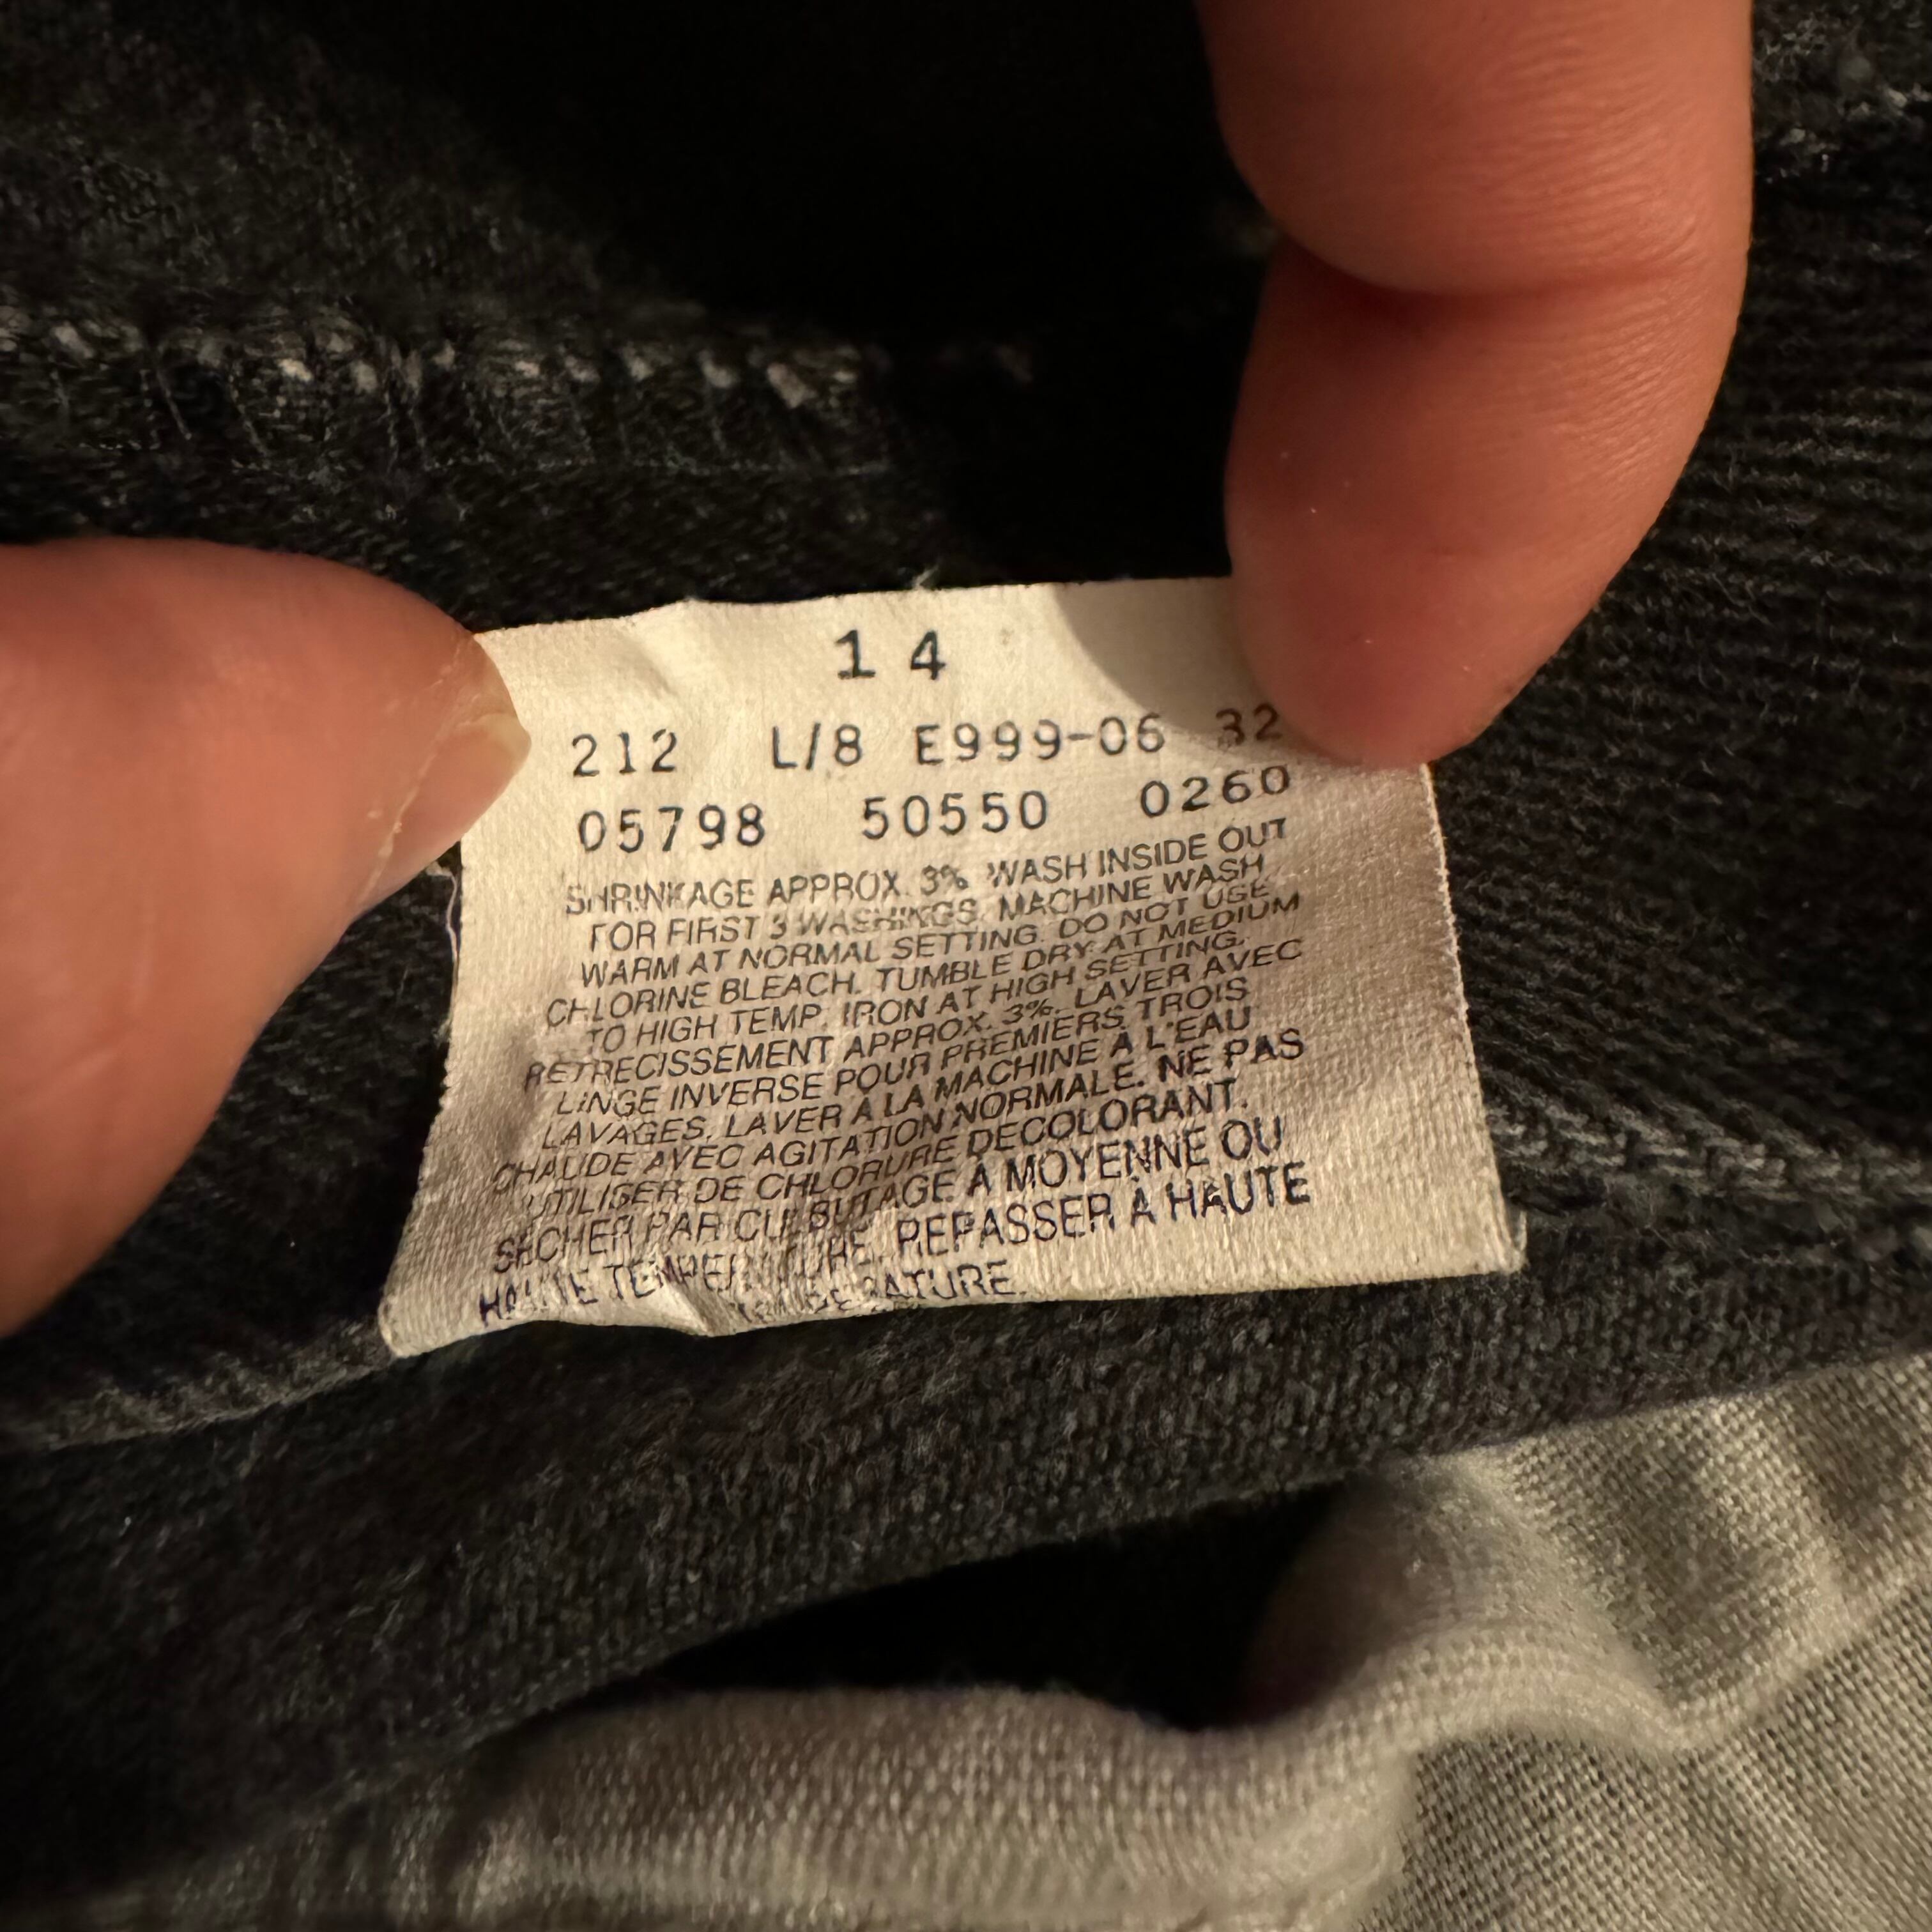 14
212 L/8 E999-06 32
05798 50550 0260
SHRINKAGE APPROX. 3% WASH INSIDE OUT
FOR FIRST 3 WASHINGS. MACHINE WASH
WARM AT NORMAL SETTING. DO NOT USE
CHLORINE BLEACH. TUMBLE DRY AT MEDIUM
TO HIGH TEMP. IRON AT HIGH SETTING.
RETRECISSEMENT APPROX. 3%. LAVER AVEC
LINGE INVERSE POUR PREMIERS TROIS
LAVAGES. LAVER A LA MACHINE A L'EAU
CHAUDE AVEC AGITATION NORMALE. NE PAS
UTILISER DE CHLORURE DECOLORANT.
SECHER PAR CULBUTAGE A MOYENNE OU
HAUTE TEMPERATURE. REPASSER À HAUTE